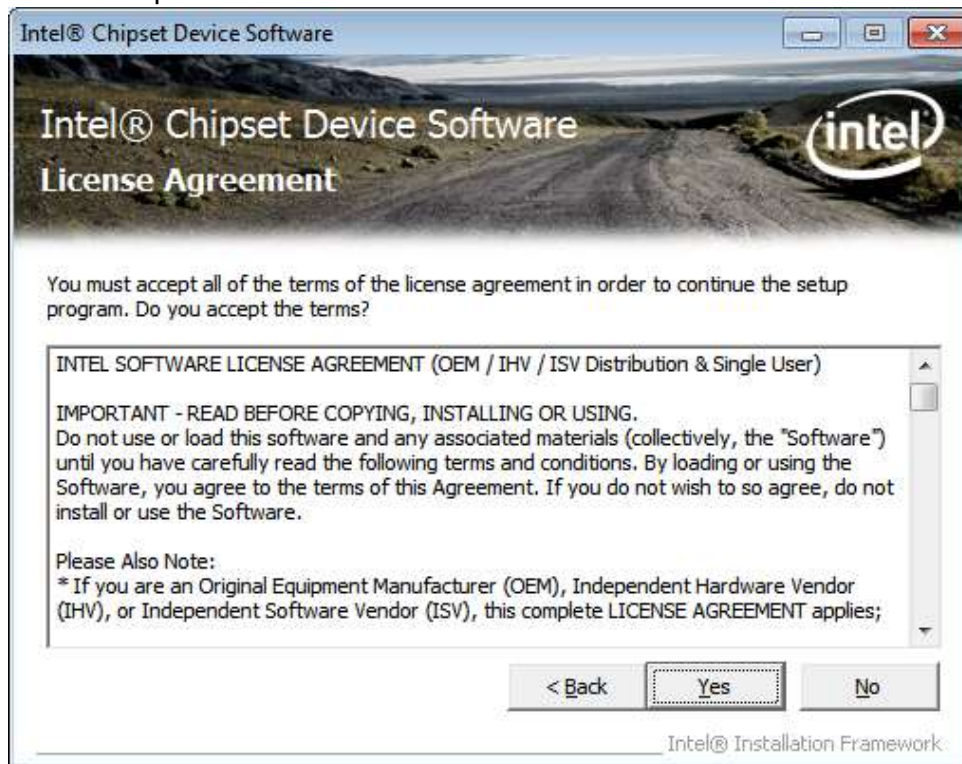 Intel® Chipset Device Software
Intel® Chipset Device Software
intel
License Agreement
You must accept all of the terms of the license agreement in order to continue the setup
program. Do you accept the terms?
INTEL SOFTWARE LICENSE AGREEMENT (OEM / IHV / ISV Distribution & Single User)
IMPORTANT - READ BEFORE COPYING, INSTALLING OR USING.
Do not use or load this software and any associated materials (collectively, the "Software")
until you have carefully read the following terms and conditions. By loading or using the
Software, you agree to the terms of this Agreement. If you do not wish to so agree, do not
install or use the Software.
Please Also Note:
* If you are an Original Equipment Manufacturer (OEM), Independent Hardware Vendor
(IHV), or Independent Software Vendor (ISV), this complete LICENSE AGREEMENT applies;
< Back Yes No
Intel® Installation Framework